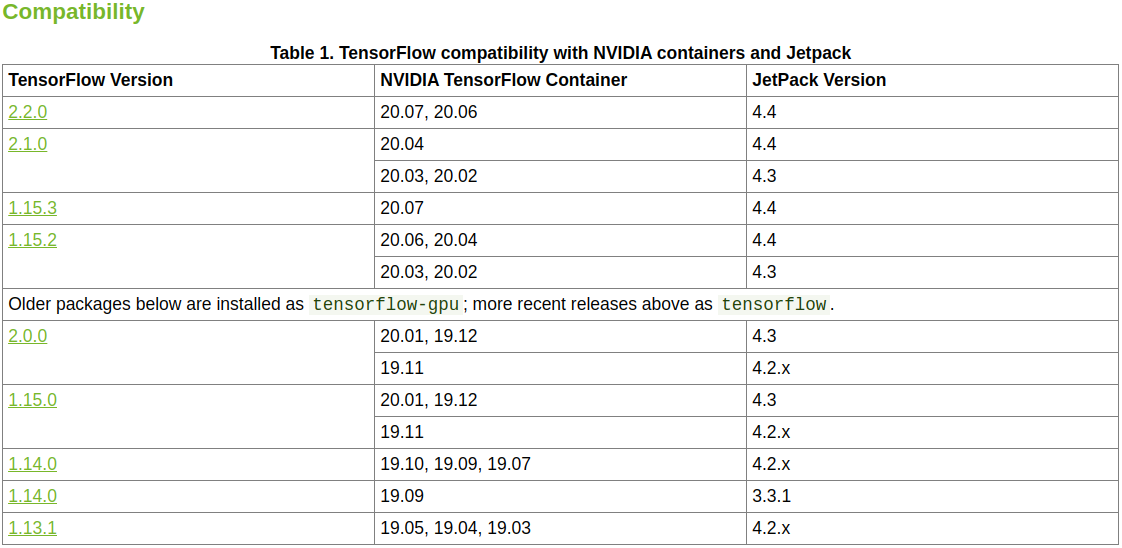 Compatibility
Table 1. TensorFlow compatibility with NVIDIA containers and Jetpack
TensorFlow Version NVIDIA TensorFlow Container JetPack Version
2.2.0 20.07, 20.06 4.4
2.1.0 20.04 4.4
20.03, 20.02 4.3
1.15.3 20.07 4.4
1.15.2 20.06, 20.04 4.4
20.03, 20.02 4.3
Older packages below are installed as tensorflow-gpu; more recent releases above as tensorflow.
2.0.0 20.01, 19.12 4.3
19.11 4.2.x
1.15.0 20.01, 19.12 4.3
19.11 4.2.x
1.14.0 19.10, 19.09, 19.07 4.2.x
1.14.0 19.09 3.3.1
1.13.1 19.05, 19.04, 19.03 4.2.x